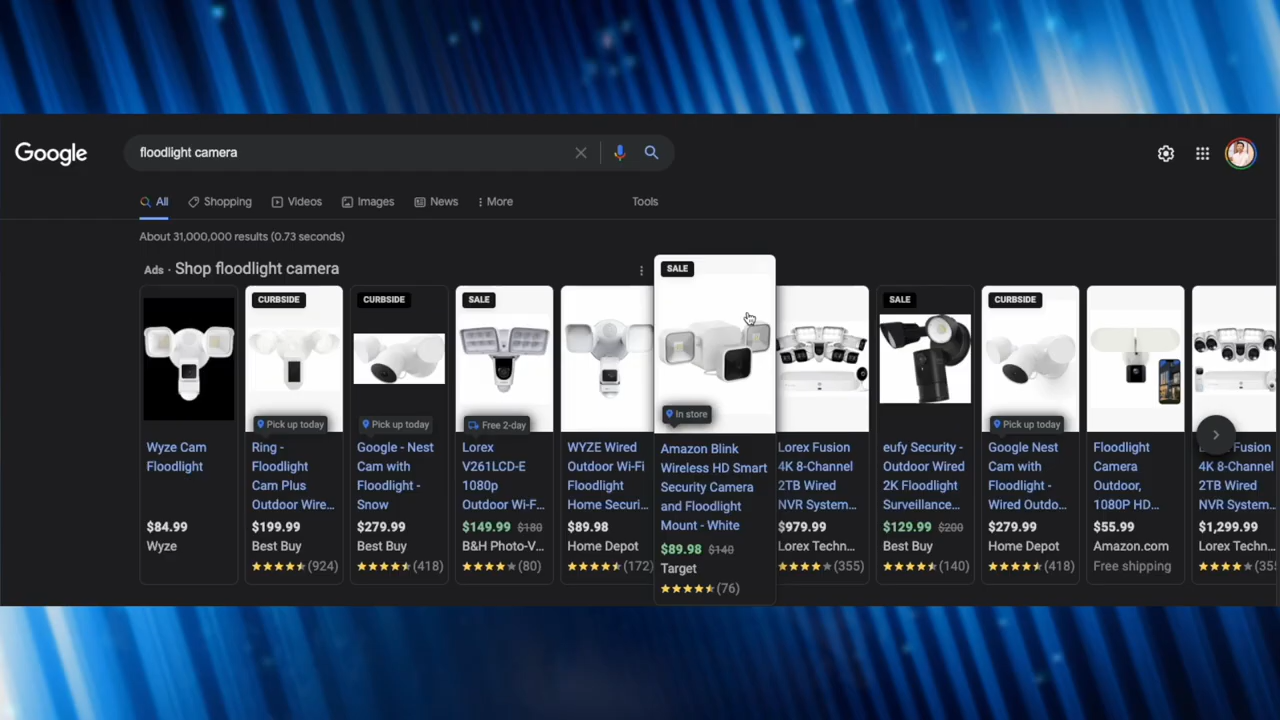 Google
floodlight camera
All
Shopping
Videos
Images
News
More
Tools
About 31,000,000 results (0.73 seconds)
Ads · Shop floodlight camera
Wyze Cam
Floodlight
$84.99
Wyze
CURBSIDE
Pick up today
Ring -
Floodlight
Cam Plus
Outdoor Wire...
$199.99
Best Buy
(924)
CURBSIDE
Pick up today
Google - Nest
Cam with
Floodlight -
Snow
$279.99
Best Buy
(418)
SALE
Free 2-day
Lorex
V261LCD-E
1080p
Outdoor Wi-F...
$149.99 $180
B&H Photo-V...
(80)
WYZE Wired
Outdoor Wi-Fi
Floodlight
Home Securi...
$89.98
Home Depot
(172)
SALE
In store
Amazon Blink
Wireless HD Smart
Security Camera
and Floodlight
Mount - White
$89.98 $140
Target
(76)
Lorex Fusion
4K 8-Channel
2TB Wired
NVR System...
$979.99
Lorex Techn...
(355)
SALE
eufy Security -
Outdoor Wired
2K Floodlight
Surveillance...
$129.99 $200
Best Buy
(140)
CURBSIDE
Pick up today
Google Nest
Cam with
Floodlight -
Wired Outdo...
$279.99
Home Depot
(418)
Floodlight
Camera
Outdoor,
1080P HD...
$55.99
Amazon.com
Free shipping
Fusion
4K 8-Channel
2TB Wired
NVR System...
$1,299.99
Lorex Techn...
(355